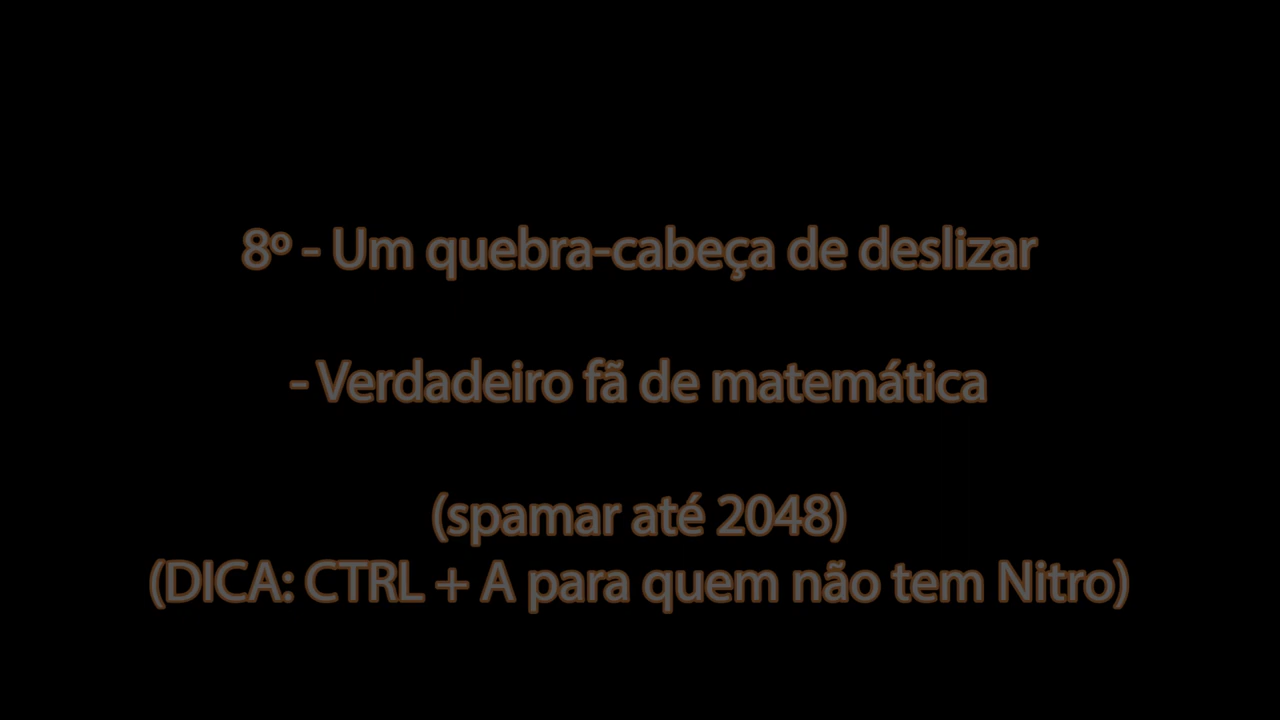 8º - Um quebra-cabeça de deslizar
- Verdadeiro fã de matemática
(spamar até 2048)
(DICA: CTRL + A para quem não tem Nitro)